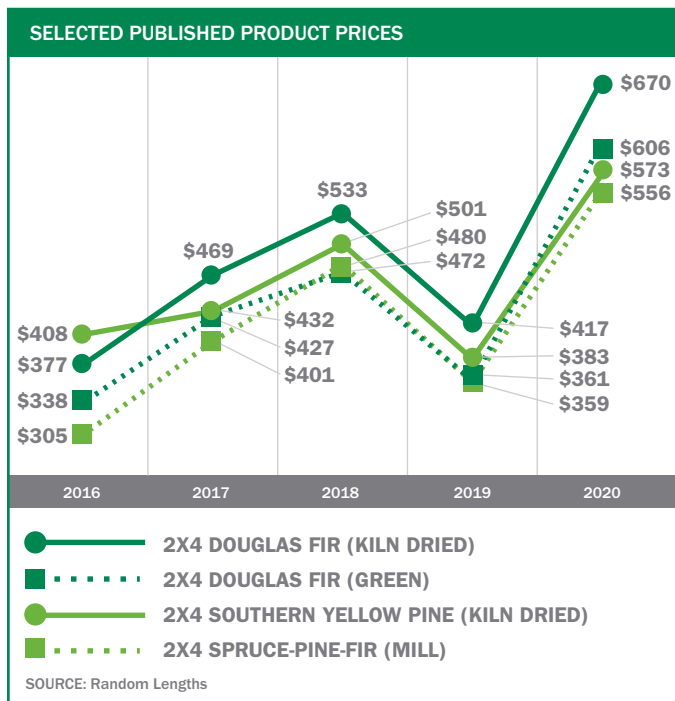 SELECTED PUBLISHED PRODUCT PRICES
$670
$606
$573
$556
$533
$501
$480
$472
$469
$432
$427
$401
$408
$377
$338
$305
$417
$383
$361
$359
2016 2017 2018 2019 2020
2X4 DOUGLAS FIR (KILN DRIED)
2X4 DOUGLAS FIR (GREEN)
2X4 SOUTHERN YELLOW PINE (KILN DRIED)
2X4 SPRUCE-PINE-FIR (MILL)
SOURCE: Random Lengths